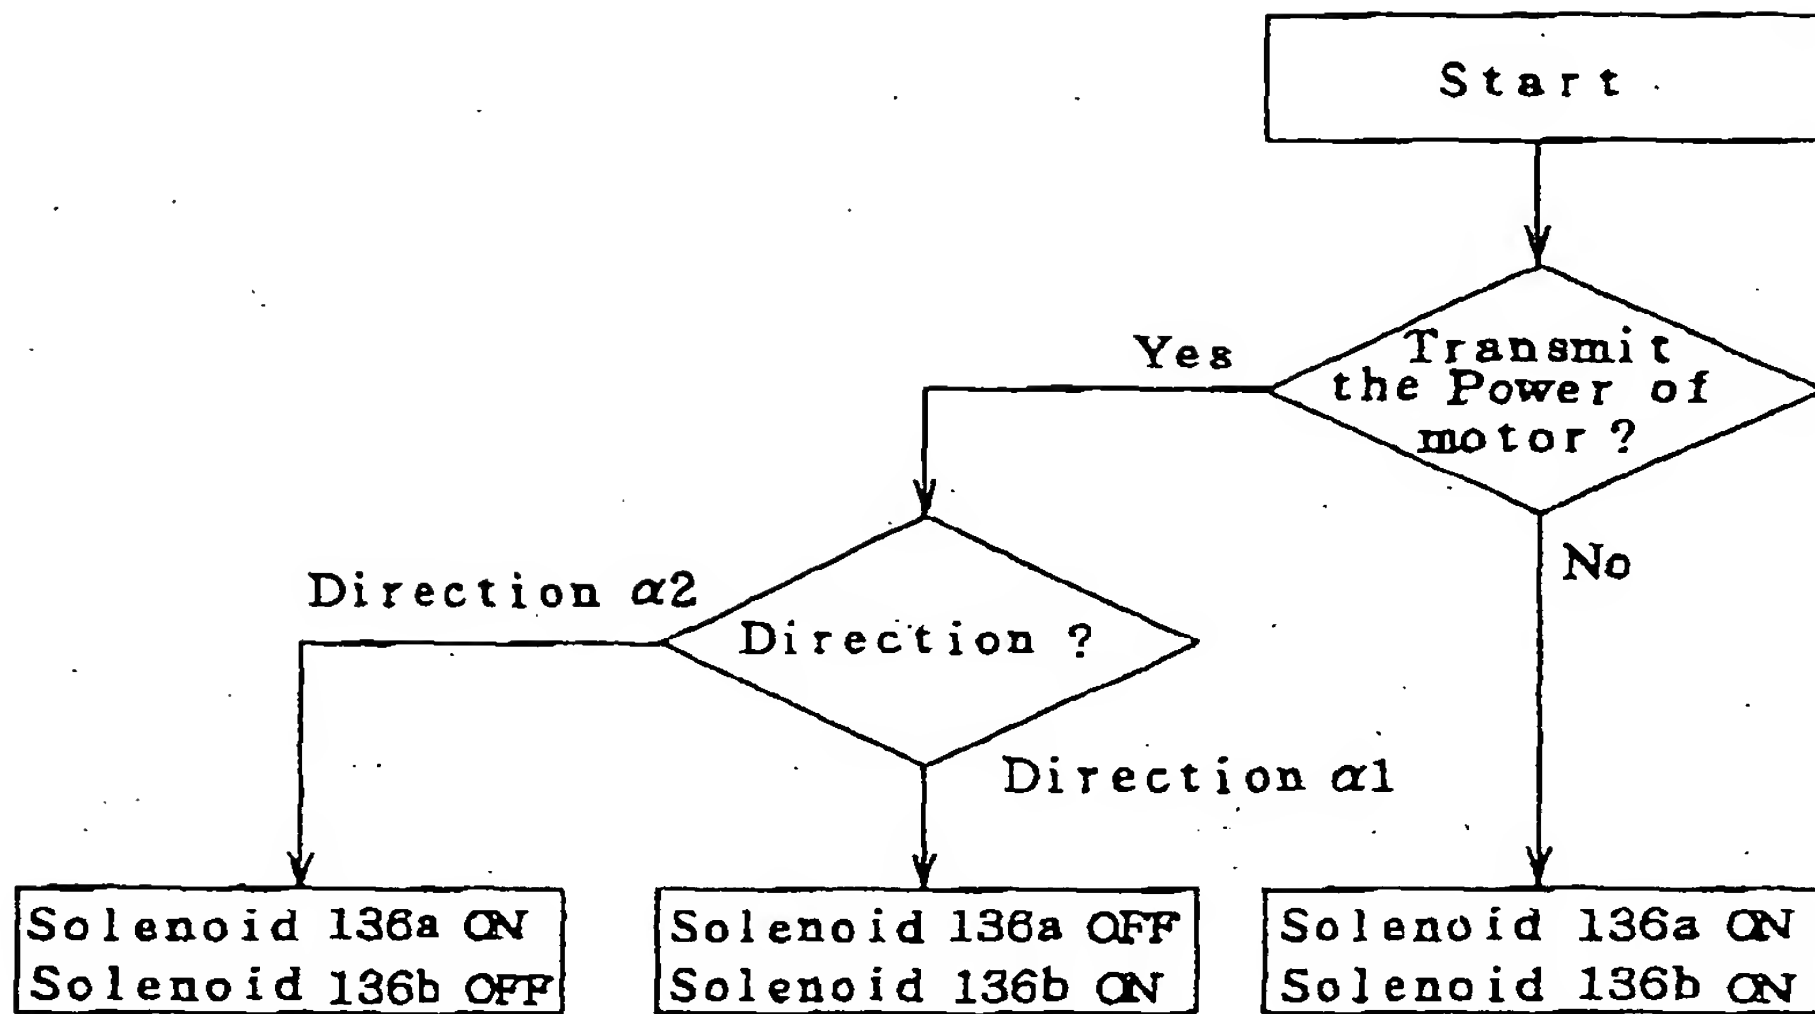 Start
Transmit
the Power of
motor ?
Yes
No
Direction ?
Direction α2
Direction α1
Solenoid 136a ON
Solenoid 136b OFF
Solenoid 136a OFF
Solenoid 136b ON
Solenoid 136a ON
Solenoid 136b ON